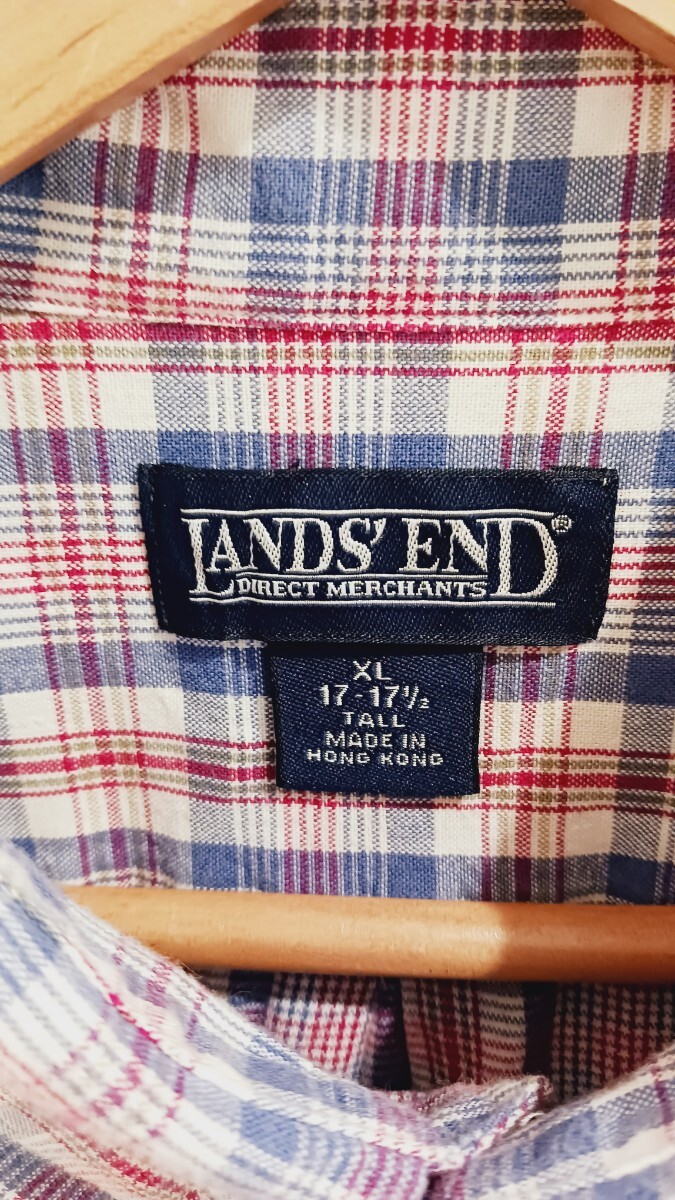 LANDS' END®
DIRECT MERCHANTS
XL
17-17½
TALL
MADE IN
HONG KONG